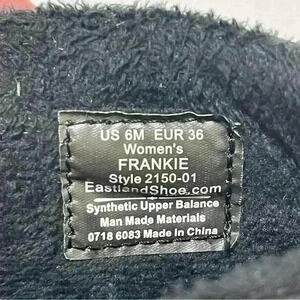 US 6M EUR 36
Women's
FRANKIE
Style 2150-01
EastlandShoe.com
Synthetic Upper Balance
Man Made Materials
0718 6083 Made In China